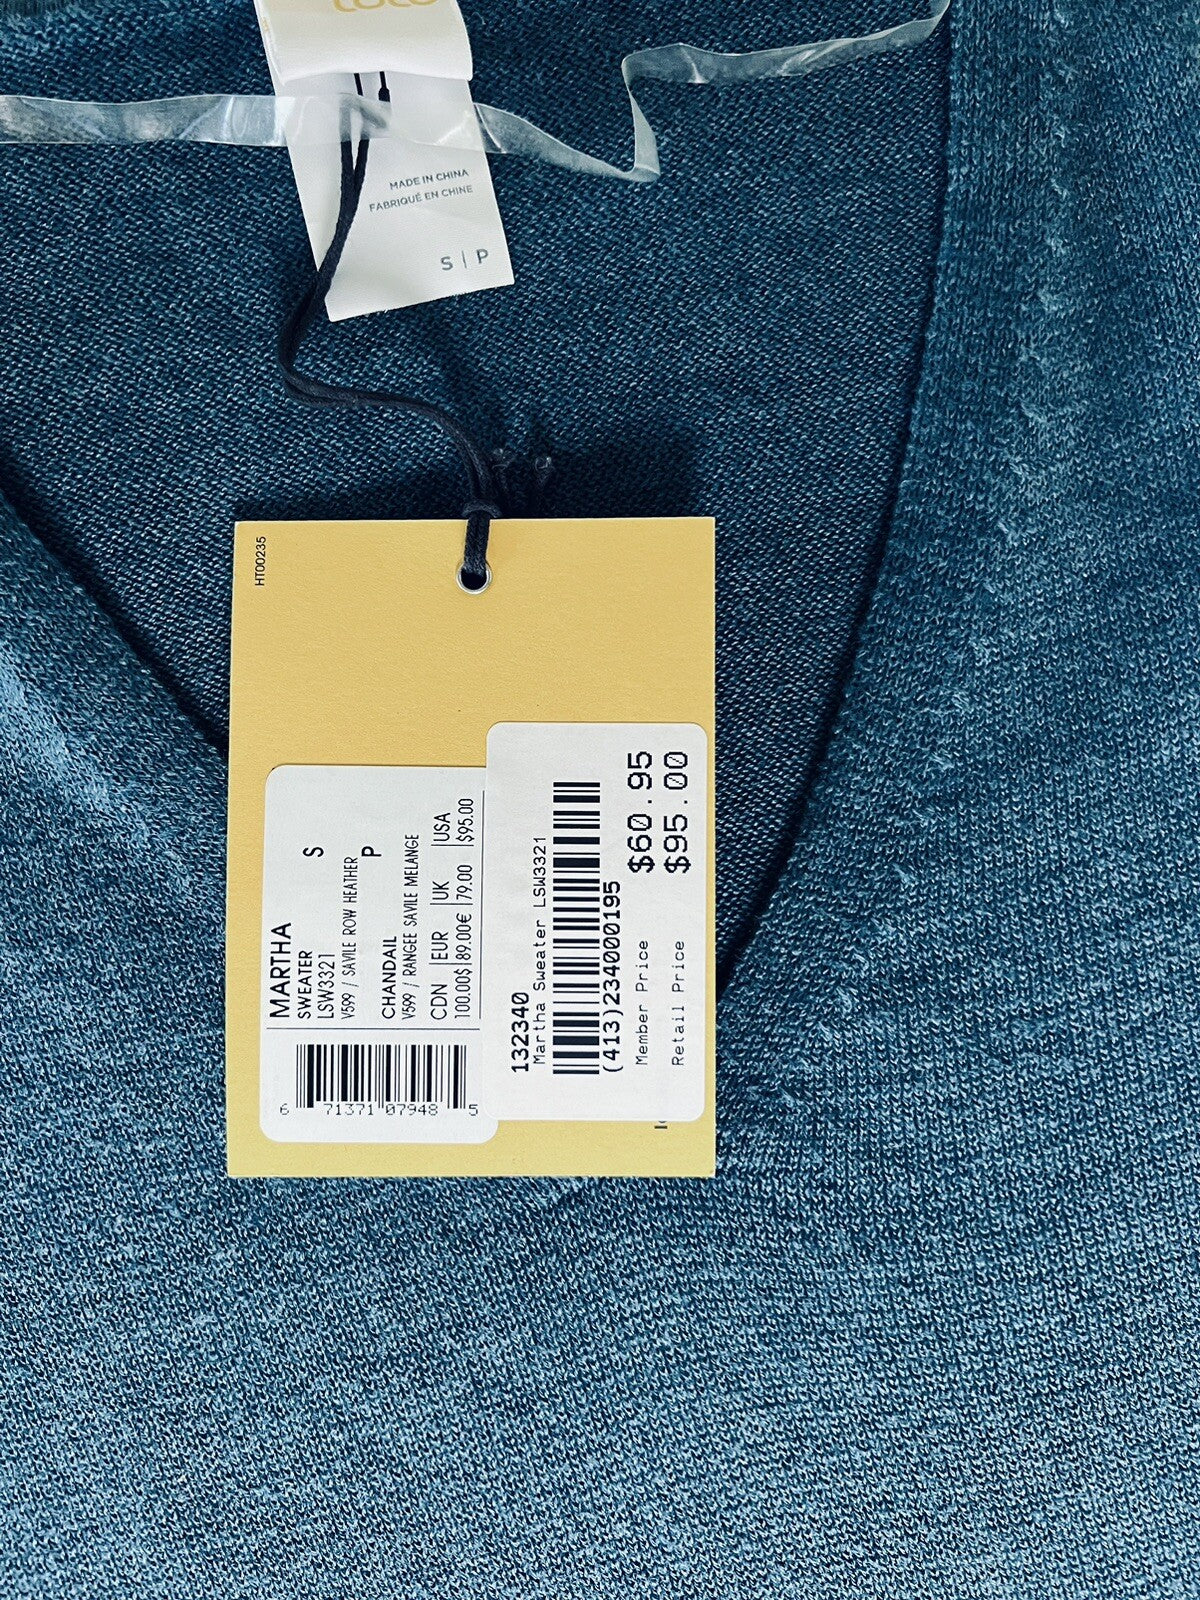 MADE IN CHINA
FABRIQUÉ EN CHINE
S | P
HT00235
MARTHA
SWEATER S
LSW3321
V599 / SAVILE ROW HEATHER
P
CHANDAIL
V599 / RANGEE SAVILE MELANGE
CDN EUR UK USA
100.00$ 89.00€ 79.00 $95.00
6 71371 07948 5
132340
Martha Sweater LSW3321
(413)2340000195
Member Price $60.95
Retail Price $95.00